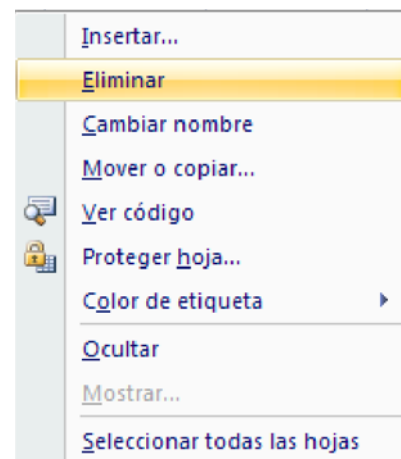 Insertar...
Eliminar
Cambiar nombre
Mover o copiar...
Ver código
Proteger hoja...
Color de etiqueta
Ocultar
Mostrar...
Seleccionar todas las hojas